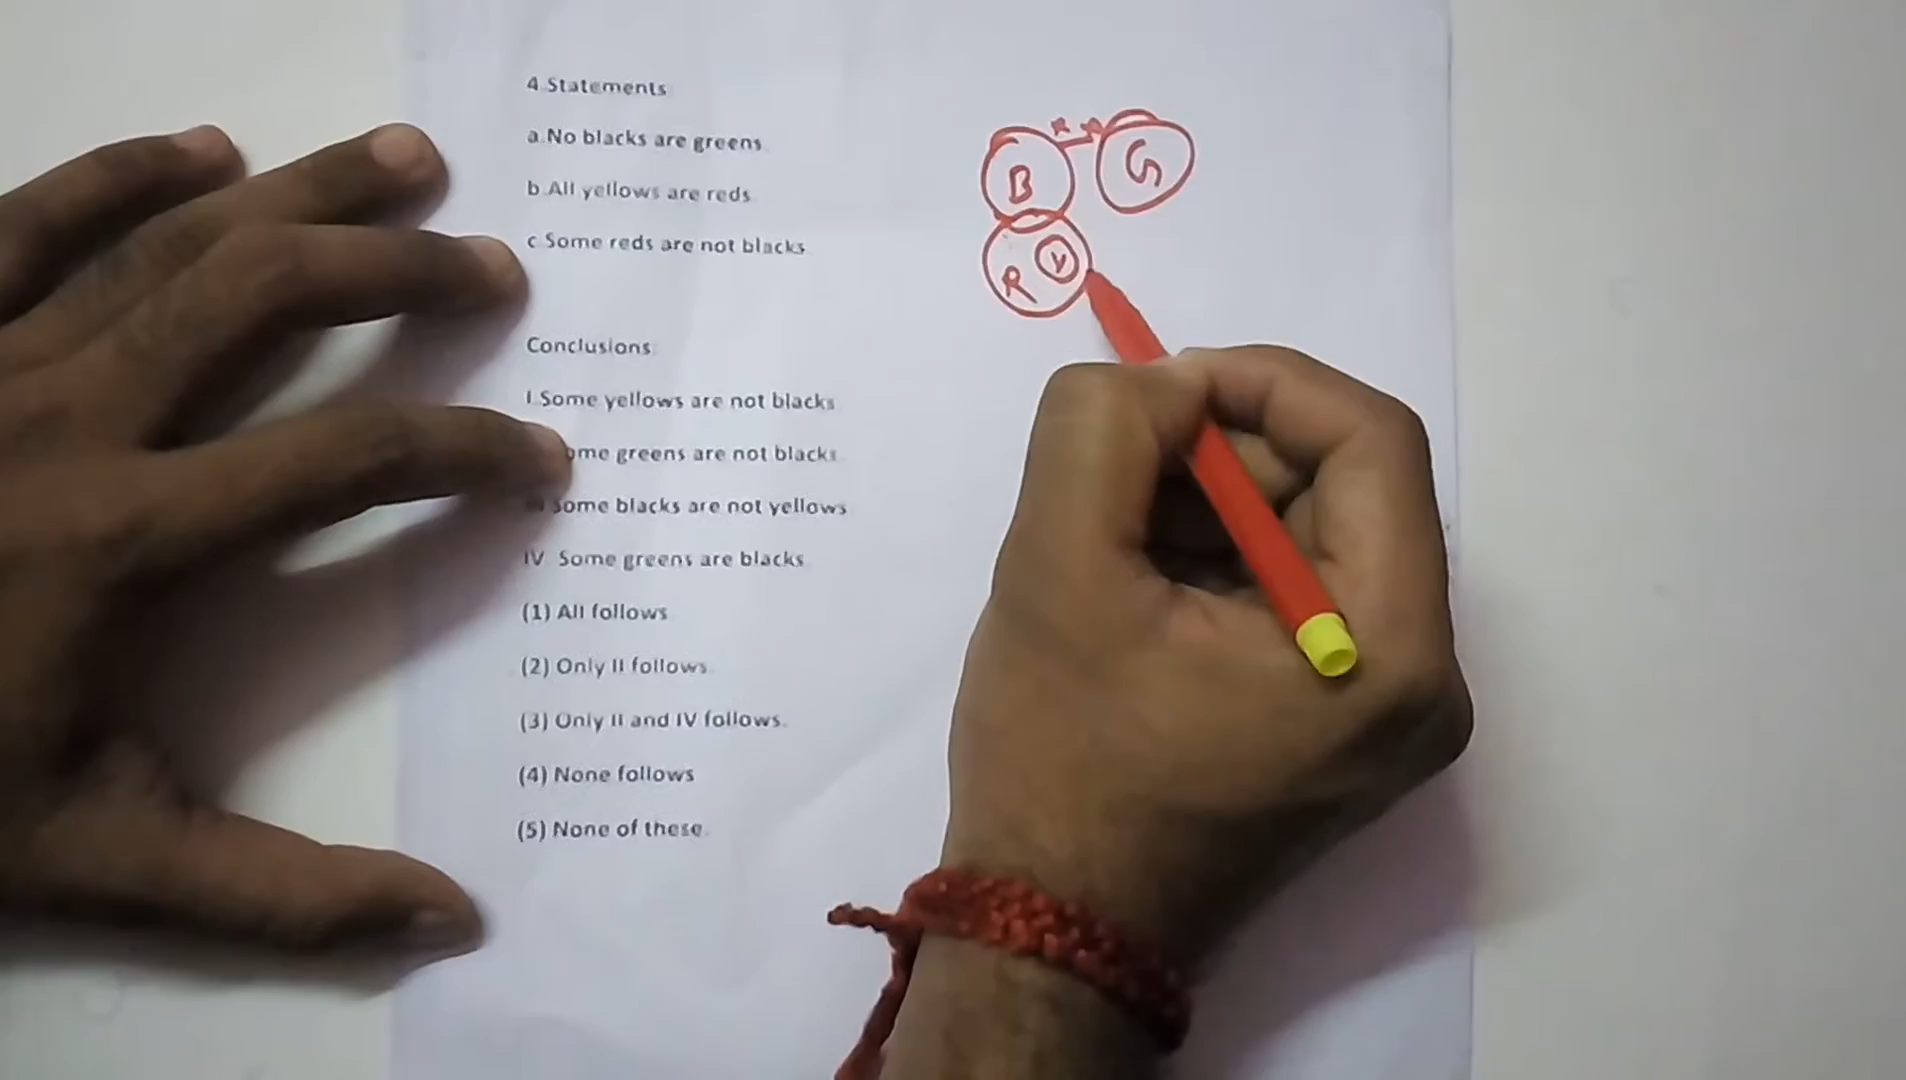 4.Statements
a.No blacks are greens.
b.All yellows are reds.
c.Some reds are not blacks.
B
G
R
Y
Conclusions:
I.Some yellows are not blacks.
greens are not blacks.
Some blacks are not yellows
IV. Some greens are blacks.
(1) All follows
(2) Only II follows.
(3) Only II and IV follows.
(4) None follows
(5) None of these.